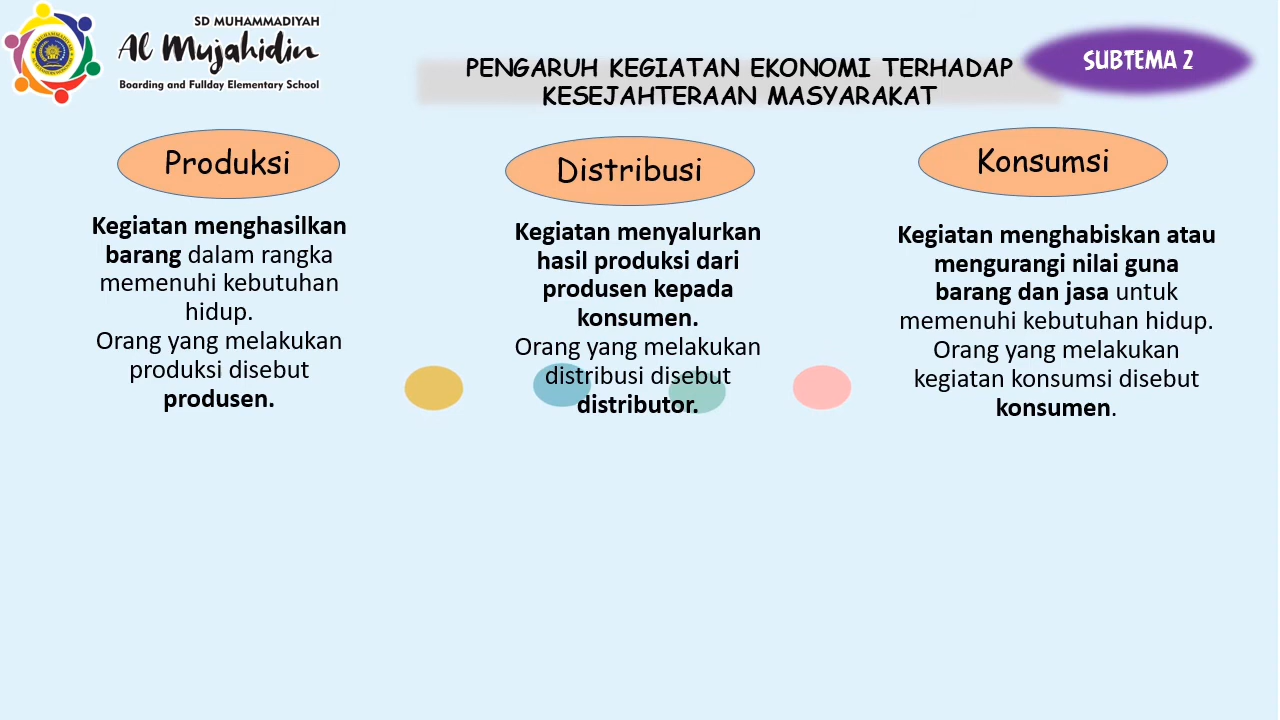 SD MUHAMMADIYAH
Al Mujahidin
Boarding and Fullday Elementary School
PENGARUH KEGIATAN EKONOMI TERHADAP
KESEJAHTERAAN MASYARAKAT
SUBTEMA 2
Produksi
Kegiatan menghasilkan
barang dalam rangka
memenuhi kebutuhan
hidup.
Orang yang melakukan
produksi disebut
produsen.
Distribusi
Kegiatan menyalurkan
hasil produksi dari
produsen kepada
konsumen.
Orang yang melakukan
distribusi disebut
distributor.
Konsumsi
Kegiatan menghabiskan atau
mengurangi nilai guna
barang dan jasa untuk
memenuhi kebutuhan hidup.
Orang yang melakukan
kegiatan konsumsi disebut
konsumen.